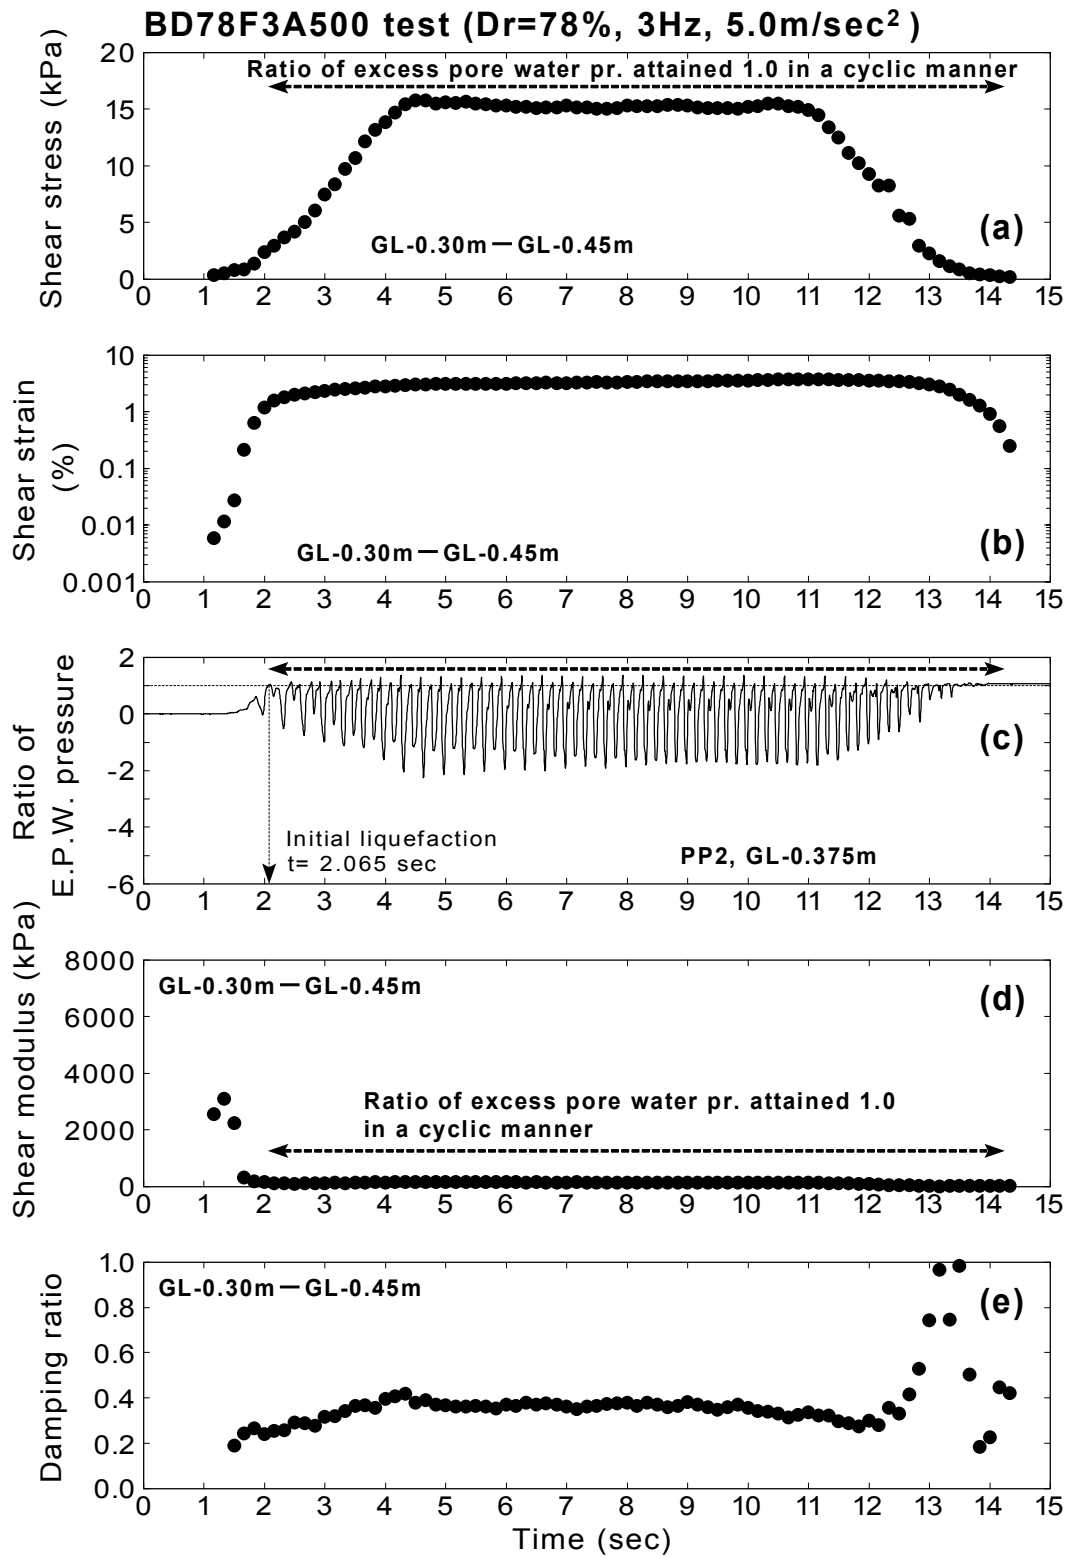 BD78F3A500 test (Dr=78%, 3Hz, 5.0m/sec² )
Shear stress (kPa)
20
15
10
5
0
Ratio of excess pore water pr. attained 1.0 in a cyclic manner
GL-0.30m—GL-0.45m
(a)
0 1 2 3 4 5 6 7 8 9 10 11 12 13 14 15
Shear strain
(%)
10
1
0.1
0.01
0.001
GL-0.30m—GL-0.45m
(b)
0 1 2 3 4 5 6 7 8 9 10 11 12 13 14 15
Ratio of
E.P.W. pressure
2
0
-2
-4
-6
(c)
Initial liquefaction
t= 2.065 sec
PP2, GL-0.375m
0 1 2 3 4 5 6 7 8 9 10 11 12 13 14 15
Shear modulus (kPa)
8000
6000
4000
2000
0
GL-0.30m—GL-0.45m
(d)
Ratio of excess pore water pr. attained 1.0
in a cyclic manner
0 1 2 3 4 5 6 7 8 9 10 11 12 13 14 15
Damping ratio
1.0
0.8
0.6
0.4
0.2
0.0
GL-0.30m—GL-0.45m
(e)
0 1 2 3 4 5 6 7 8 9 10 11 12 13 14 15
Time (sec)